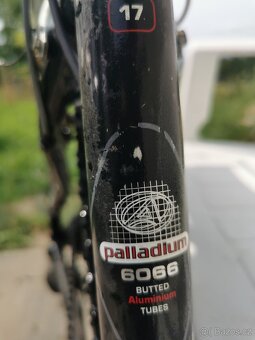 17
palladium
6066
BUTTED
Aluminium
TUBES